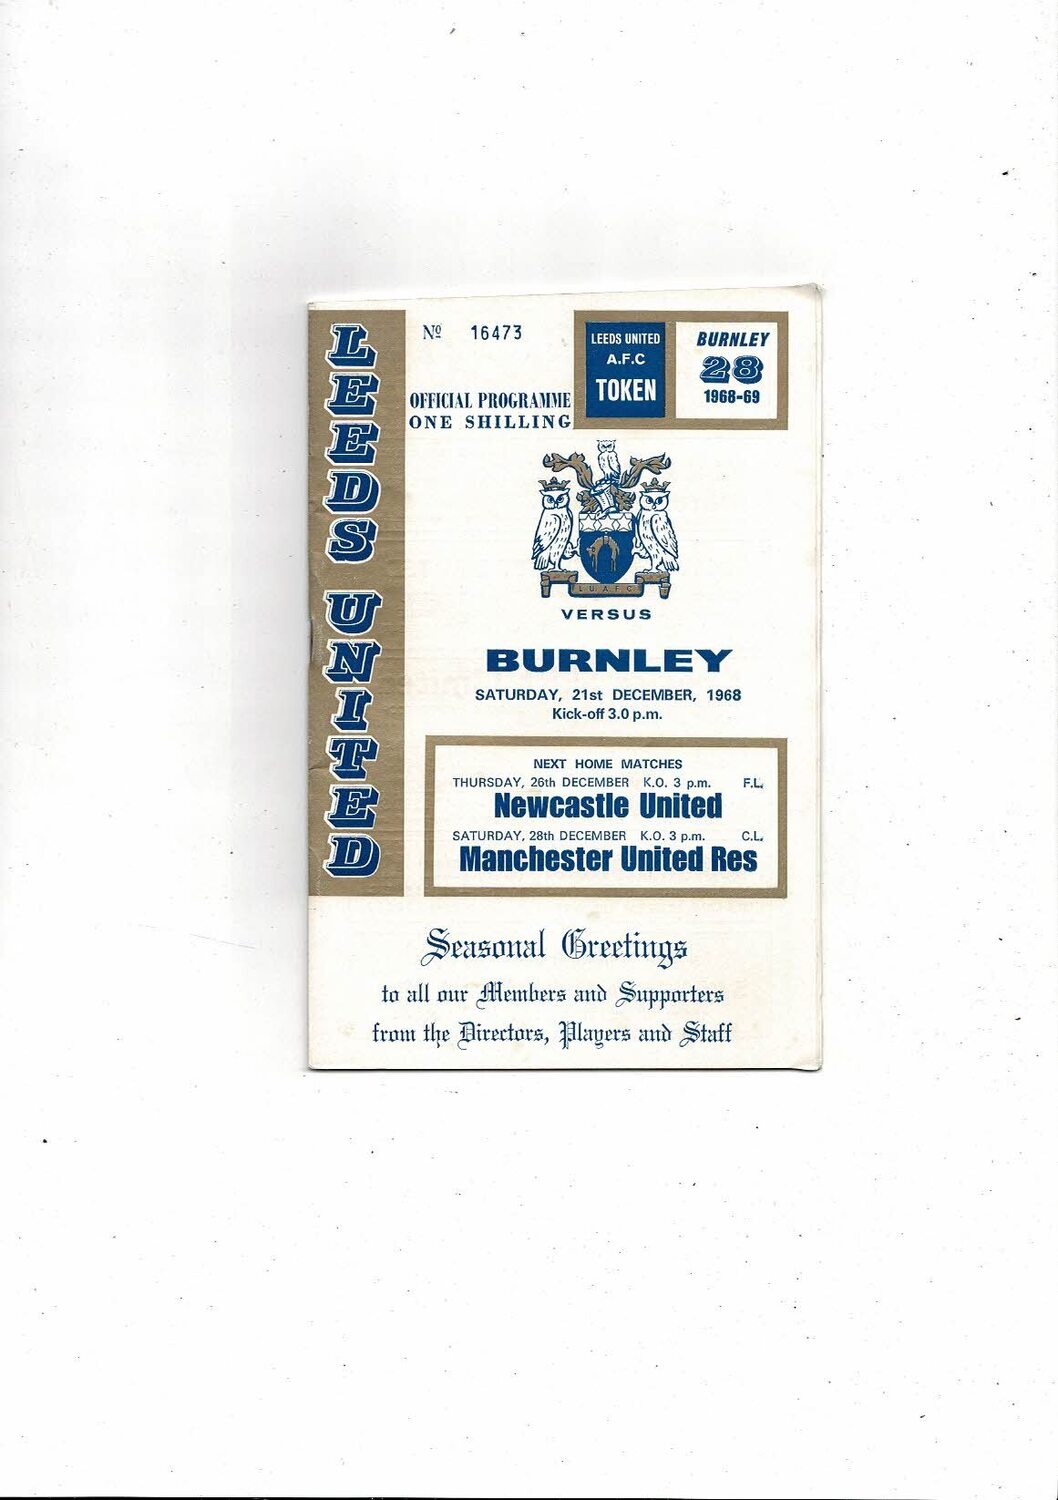 LEEDS UNITED
Nº 16473
OFFICIAL PROGRAMME
ONE SHILLING
LEEDS UNITED
A.F.C
TOKEN
BURNLEY
28
1968-69
L.U.A.F.C.
VERSUS
BURNLEY
SATURDAY, 21st DECEMBER, 1968
Kick-off 3.0 p.m.
NEXT HOME MATCHES
THURSDAY, 26th DECEMBER K.O. 3 p.m. F.L.
Newcastle United
SATURDAY, 28th DECEMBER K.O. 3 p.m. C.L.
Manchester United Res
Seasonal Greetings
to all our Members and Supporters
from the Directors, Players and Staff